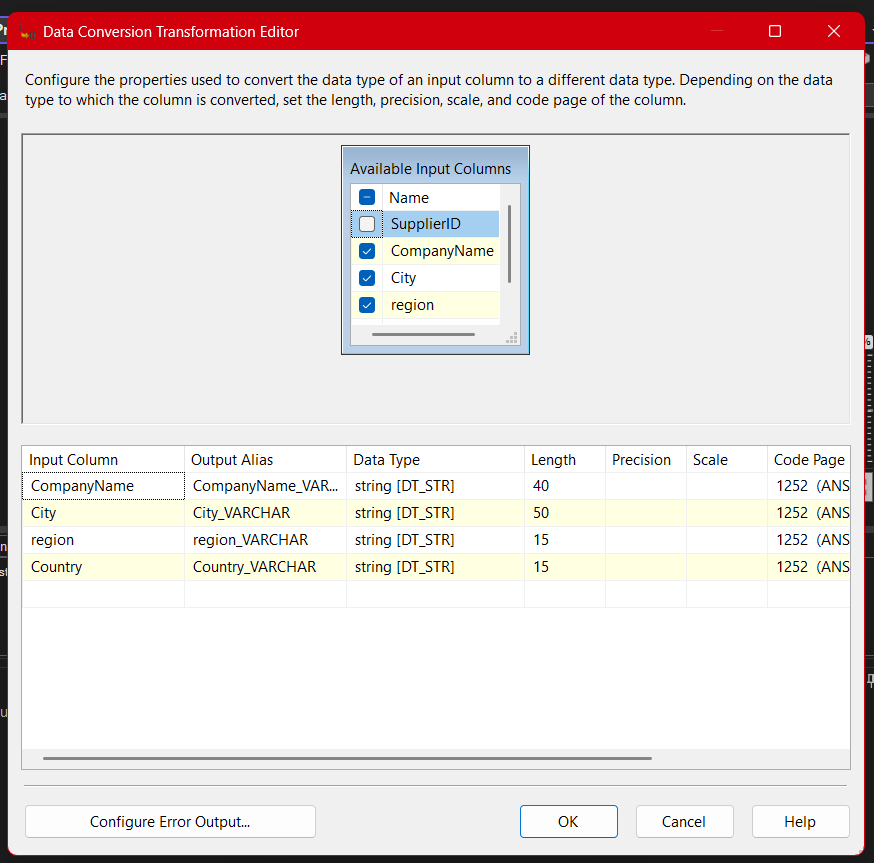 Data Conversion Transformation Editor
Configure the properties used to convert the data type of an input column to a different data type. Depending on the data
type to which the column is converted, set the length, precision, scale, and code page of the column.
Available Input Columns
Name
SupplierID
CompanyName
City
region
Input Column Output Alias Data Type Length Precision Scale Code Page
CompanyName CompanyName_VAR... string [DT_STR] 40 1252 (ANS
City City_VARCHAR string [DT_STR] 50 1252 (ANS
region region_VARCHAR string [DT_STR] 15 1252 (ANS
Country Country_VARCHAR string [DT_STR] 15 1252 (ANS
Configure Error Output... OK Cancel Help